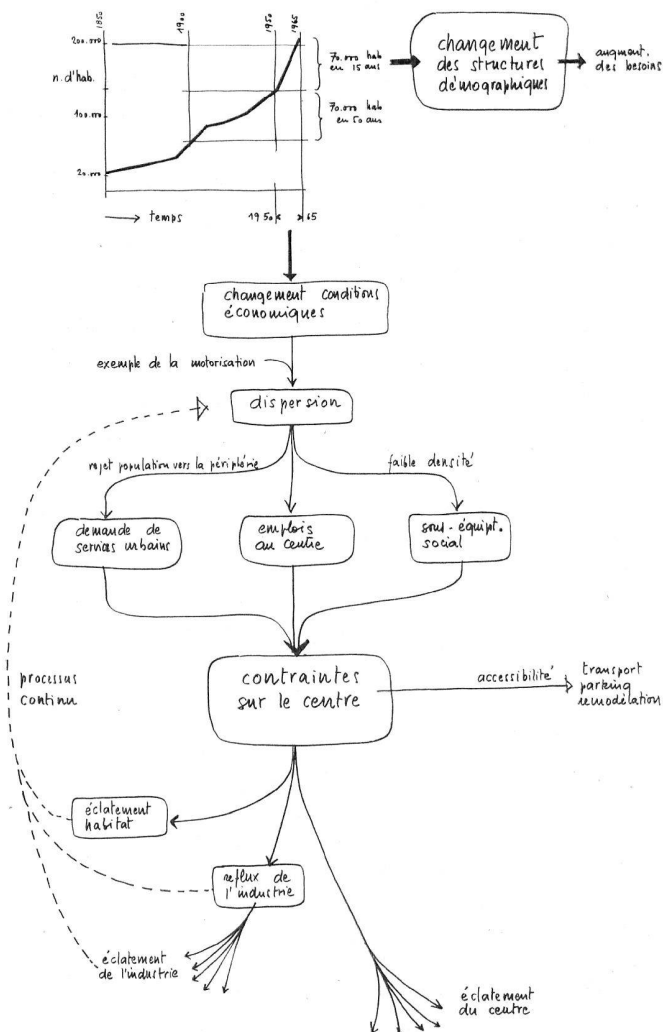 1850
1900
1950
1965
200.000
n. d'hab.
100.000
20.000
temps
1950
65
70.000 hab
en 15 ans
70.000 hab
en 50 ans
changement
des structures
démographiques
augment.
des besoins
changement conditions
économiques
exemple de la motorisation
dispersion
rejet population vers la périphérie
faible densité
demande de
services urbains
emplois
au centre
sous-équipt.
social
processus
continu
contraintes
sur le centre
accessibilité
transport
parking
remodélation
éclatement
habitat
reflux de
l'industrie
éclatement
de l'industrie
éclatement
du centre